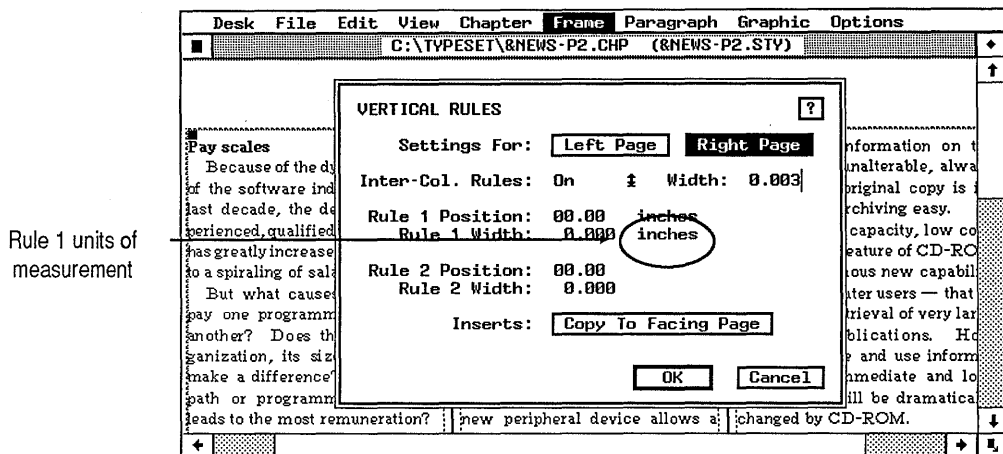 Desk File Edit View Chapter Frame Paragraph Graphic Options
C:\TYPESET\&NEWS-P2.CHP (&NEWS-P2.STY)
Rule 1 units of
measurement
Pay scales
Because of the dy
of the software ind
last decade, the de
perienced, qualified
has greatly increase
to a spiraling of sala
But what cause
pay one programm
another? Does th
ganization, its siz
make a difference?
path or programm
leads to the most remuneration?
VERTICAL RULES ?
Settings For: Left Page Right Page
Inter-Col. Rules: On Width: 0.003
Rule 1 Position: 00.00 inches
Rule 1 Width: 0.000 inches
Rule 2 Position: 00.00
Rule 2 Width: 0.000
Inserts: Copy To Facing Page
OK Cancel
new peripheral device allows a
nformation on t
nalterable, alwa
riginal copy is i
rchiving easy.
capacity, low co
eature of CD-RO
ious new capabil
ter users — that
rieval of very lar
blications. Ho
and use inform
mmediate and lo
ill be dramatica
changed by CD-ROM.